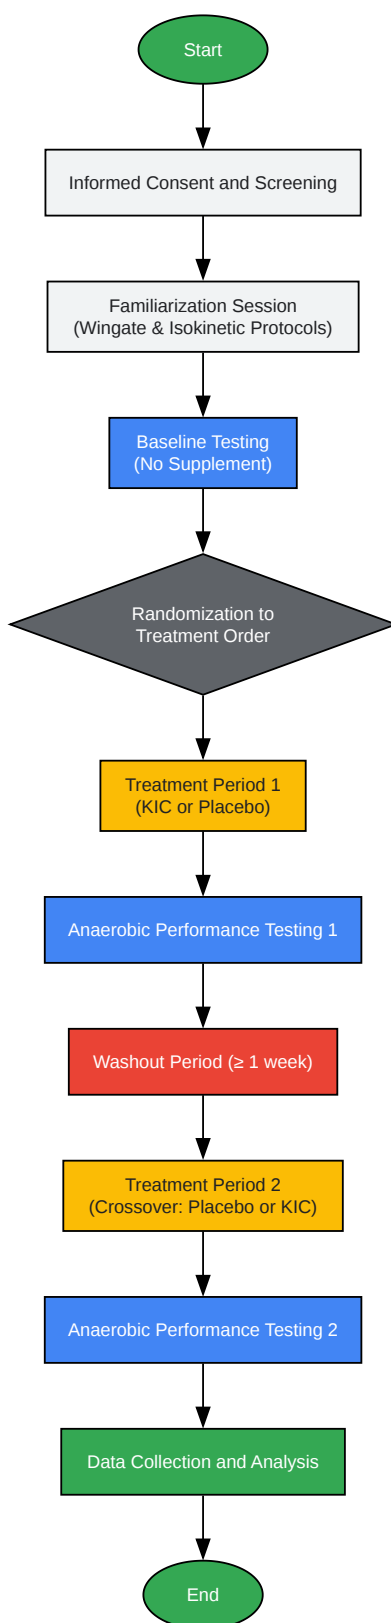 Start
Informed Consent and Screening
Familiarization Session
(Wingate & Isokinetic Protocols)
Baseline Testing
(No Supplement)
Randomization to
Treatment Order
Treatment Period 1
(KIC or Placebo)
Anaerobic Performance Testing 1
Washout Period (≥ 1 week)
Treatment Period 2
(Crossover: Placebo or KIC)
Anaerobic Performance Testing 2
Data Collection and Analysis
End